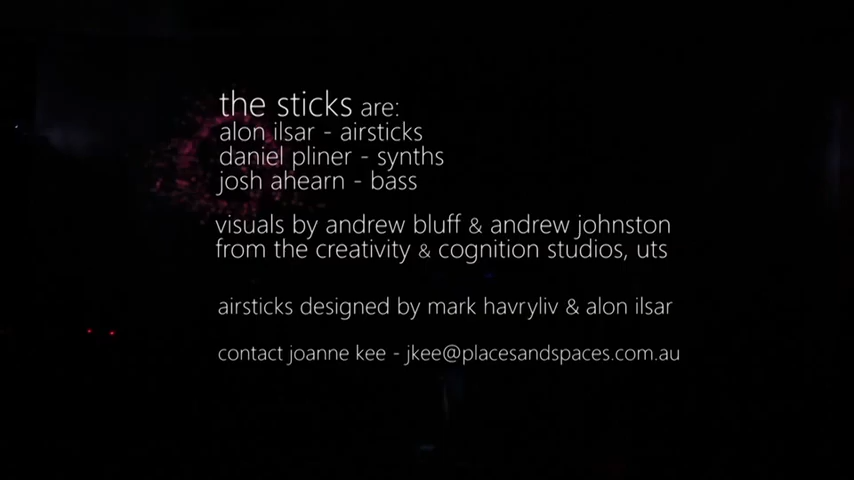 the sticks are:
alon ilsar - airsticks
daniel pliner - synths
josh ahearn - bass
visuals by andrew bluff & andrew johnston
from the creativity & cognition studios, uts
airsticks designed by mark havryliv & alon ilsar
contact joanne kee - jkee@placesandspaces.com.au